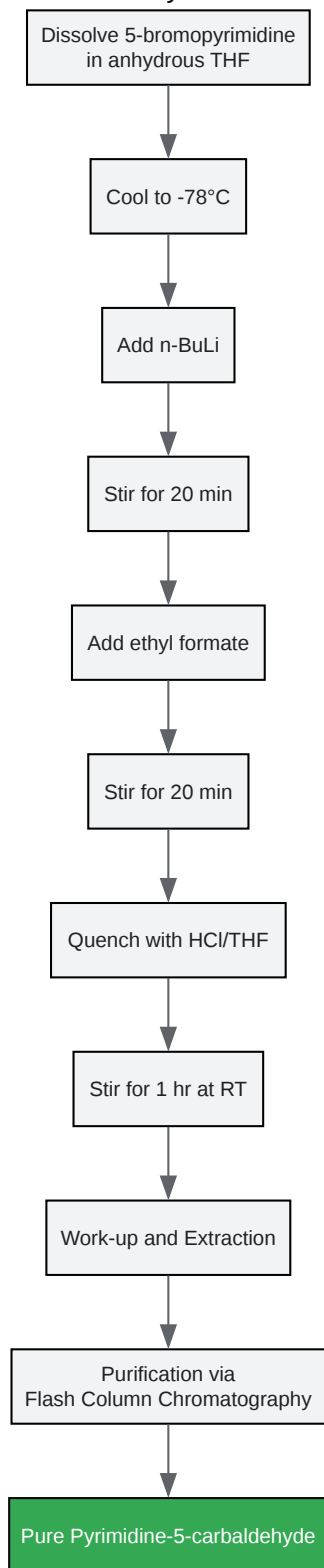 Dissolve 5-bromopyrimidine
in anhydrous THF
Cool to -78°C
Add n-BuLi
Stir for 20 min
Add ethyl formate
Stir for 20 min
Quench with HCl/THF
Stir for 1 hr at RT
Work-up and Extraction
Purification via
Flash Column Chromatography
Pure Pyrimidine-5-carbaldehyde